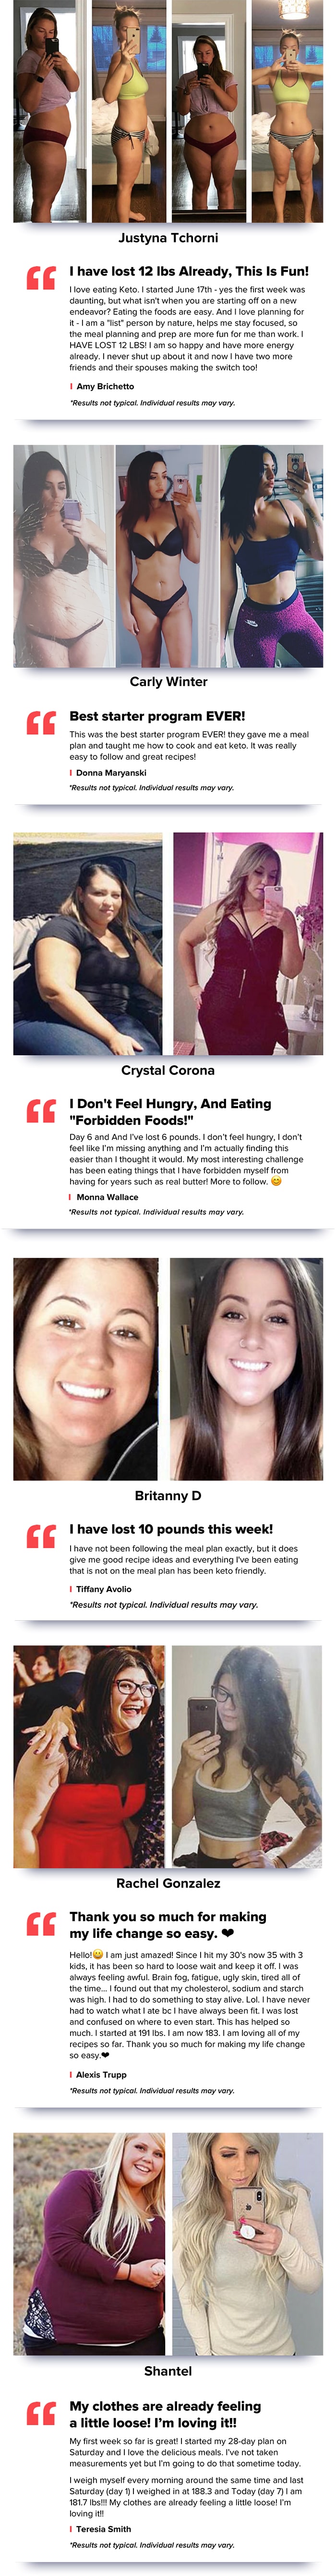 Justyna Tchorni
I have lost 12 lbs Already, This Is Fun!
I love eating Keto. I started June 17th - yes the first week was
daunting, but what isn't when you are starting off on a new
endeavor? Eating the foods are easy. And I love planning for
it - I am a "list" person by nature, helps me stay focused, so
the meal planning and prep are more fun for me than work. I
HAVE LOST 12 LBS! I am so happy and have more energy
already. I never shut up about it and now I have two more
friends and their spouses making the switch too!
Amy Brichetto
*Results not typical. Individual results may vary.
Carly Winter
Best starter program EVER!
This was the best starter program EVER! they gave me a meal
plan and taught me how to cook and eat keto. It was really
easy to follow and great recipes!
Donna Maryanski
*Results not typical. Individual results may vary.
Crystal Corona
I Don't Feel Hungry, And Eating
"Forbidden Foods!"
Day 6 and And I've lost 6 pounds. I don't feel hungry, I don't
feel like I'm missing anything and I'm actually finding this
easier than I thought it would. My most interesting challenge
has been eating things that I have forbidden myself from
having for years such as real butter! More to follow. 😊
Monna Wallace
*Results not typical. Individual results may vary.
Britanny D
I have lost 10 pounds this week!
I have not been following the meal plan exactly, but it does
give me good recipe ideas and everything I've been eating
that is not on the meal plan has been keto friendly.
Tiffany Avolio
*Results not typical. Individual results may vary.
Rachel Gonzalez
Thank you so much for making
my life change so easy. ❤
Hello!😀 I am just amazed! Since I hit my 30's now 35 with 3
kids, it has been so hard to loose wait and keep it off. I was
always feeling awful. Brain fog, fatigue, ugly skin, tired all of
the time... I found out that my cholesterol, sodium and starch
was high. I had to do something to stay alive. Lol. I have never
had to watch what I ate bc I have always been fit. I was lost
and confused on where to even start. This has helped so
much. I started at 191 lbs. I am now 183. I am loving all of my
recipes so far. Thank you so much for making my life change
so easy.❤
Alexis Trupp
*Results not typical. Individual results may vary.
Shantel
My clothes are already feeling
a little loose! I'm loving it!!
My first week so far is great! I started my 28-day plan on
Saturday and I love the delicious meals. I've not taken
measurements yet but I'm going to do that sometime today.
I weigh myself every morning around the same time and last
Saturday (day 1) I weighed in at 188.3 and Today (day 7) I am
181.7 lbs!!! My clothes are already feeling a little loose! I'm
loving it!!
Teresia Smith
*Results not typical. Individual results may vary.